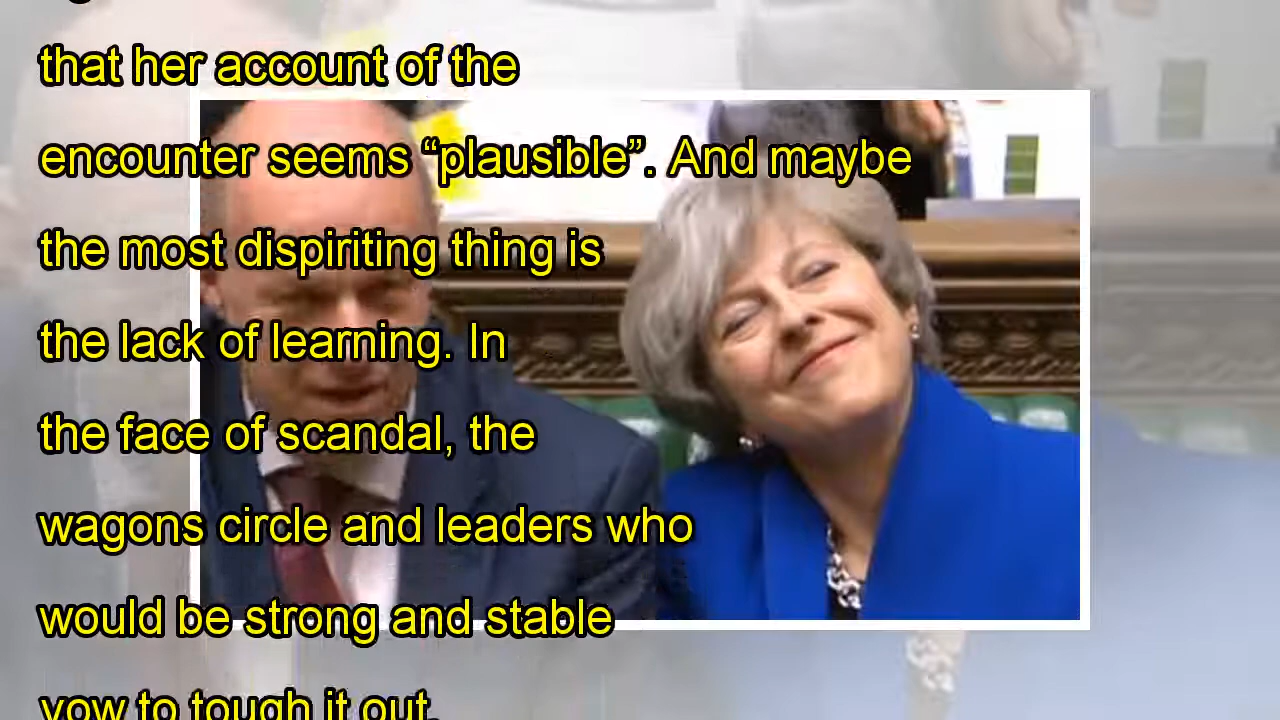 that her account of the
encounter seems “plausible”. And maybe
the most dispiriting thing is
the lack of learning. In
the face of scandal, the
wagons circle and leaders who
would be strong and stable
vow to tough it out.